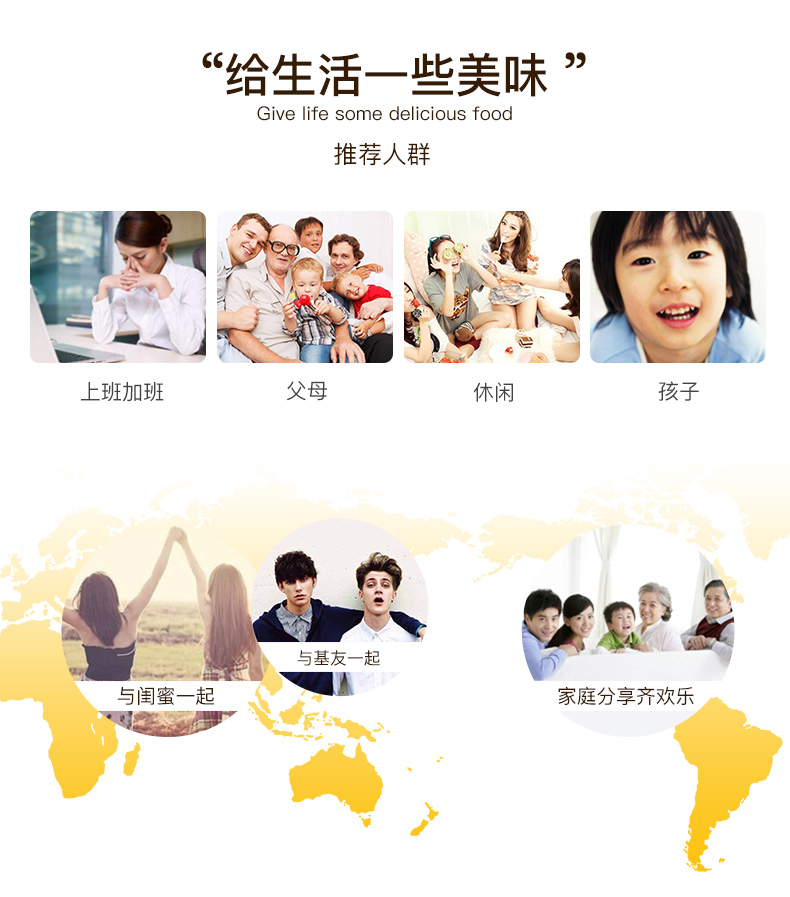 “给生活一些美味 ”
Give life some delicious food
推荐人群
上班加班
父母
休闲
孩子
与基友一起
与闺蜜一起
家庭分享齐欢乐